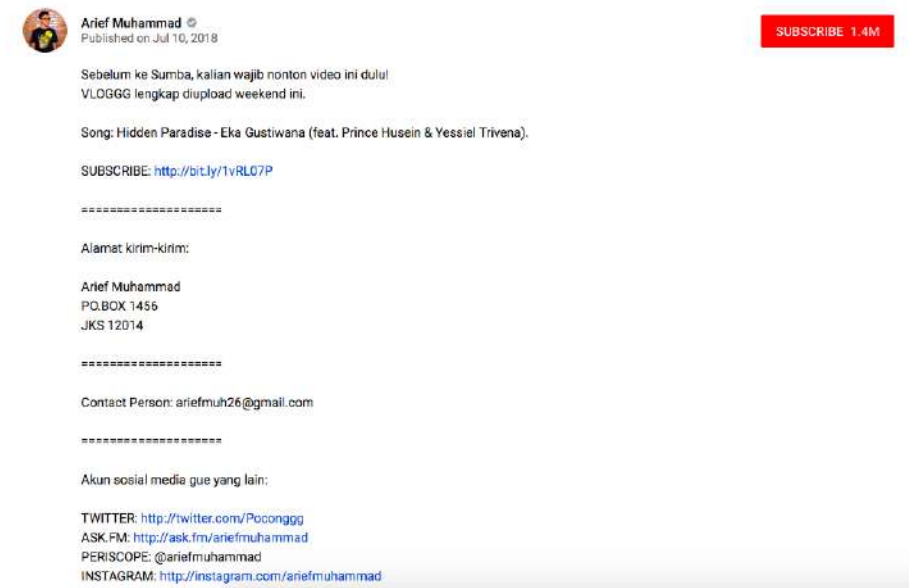 Arief Muhammad
Published on Jul 10, 2018
SUBSCRIBE 1.4M
Sebelum ke Sumba, kalian wajib nonton video ini dulu!
VLOGGG lengkap diupload weekend ini.
Song: Hidden Paradise - Eka Gustiwana (feat. Prince Husein & Yessiel Trivena).
SUBSCRIBE: http://bit.ly/1vRL07P
====================
Alamat kirim-kirim:
Arief Muhammad
PO.BOX 1456
JKS 12014
====================
Contact Person: ariefmuh26@gmail.com
====================
Akun sosial media gue yang lain:
TWITTER: http://twitter.com/Poconggg
ASK.FM: http://ask.fm/ariefmuhammad
PERISCOPE: @ariefmuhammad
INSTAGRAM: http://instagram.com/ariefmuhammad